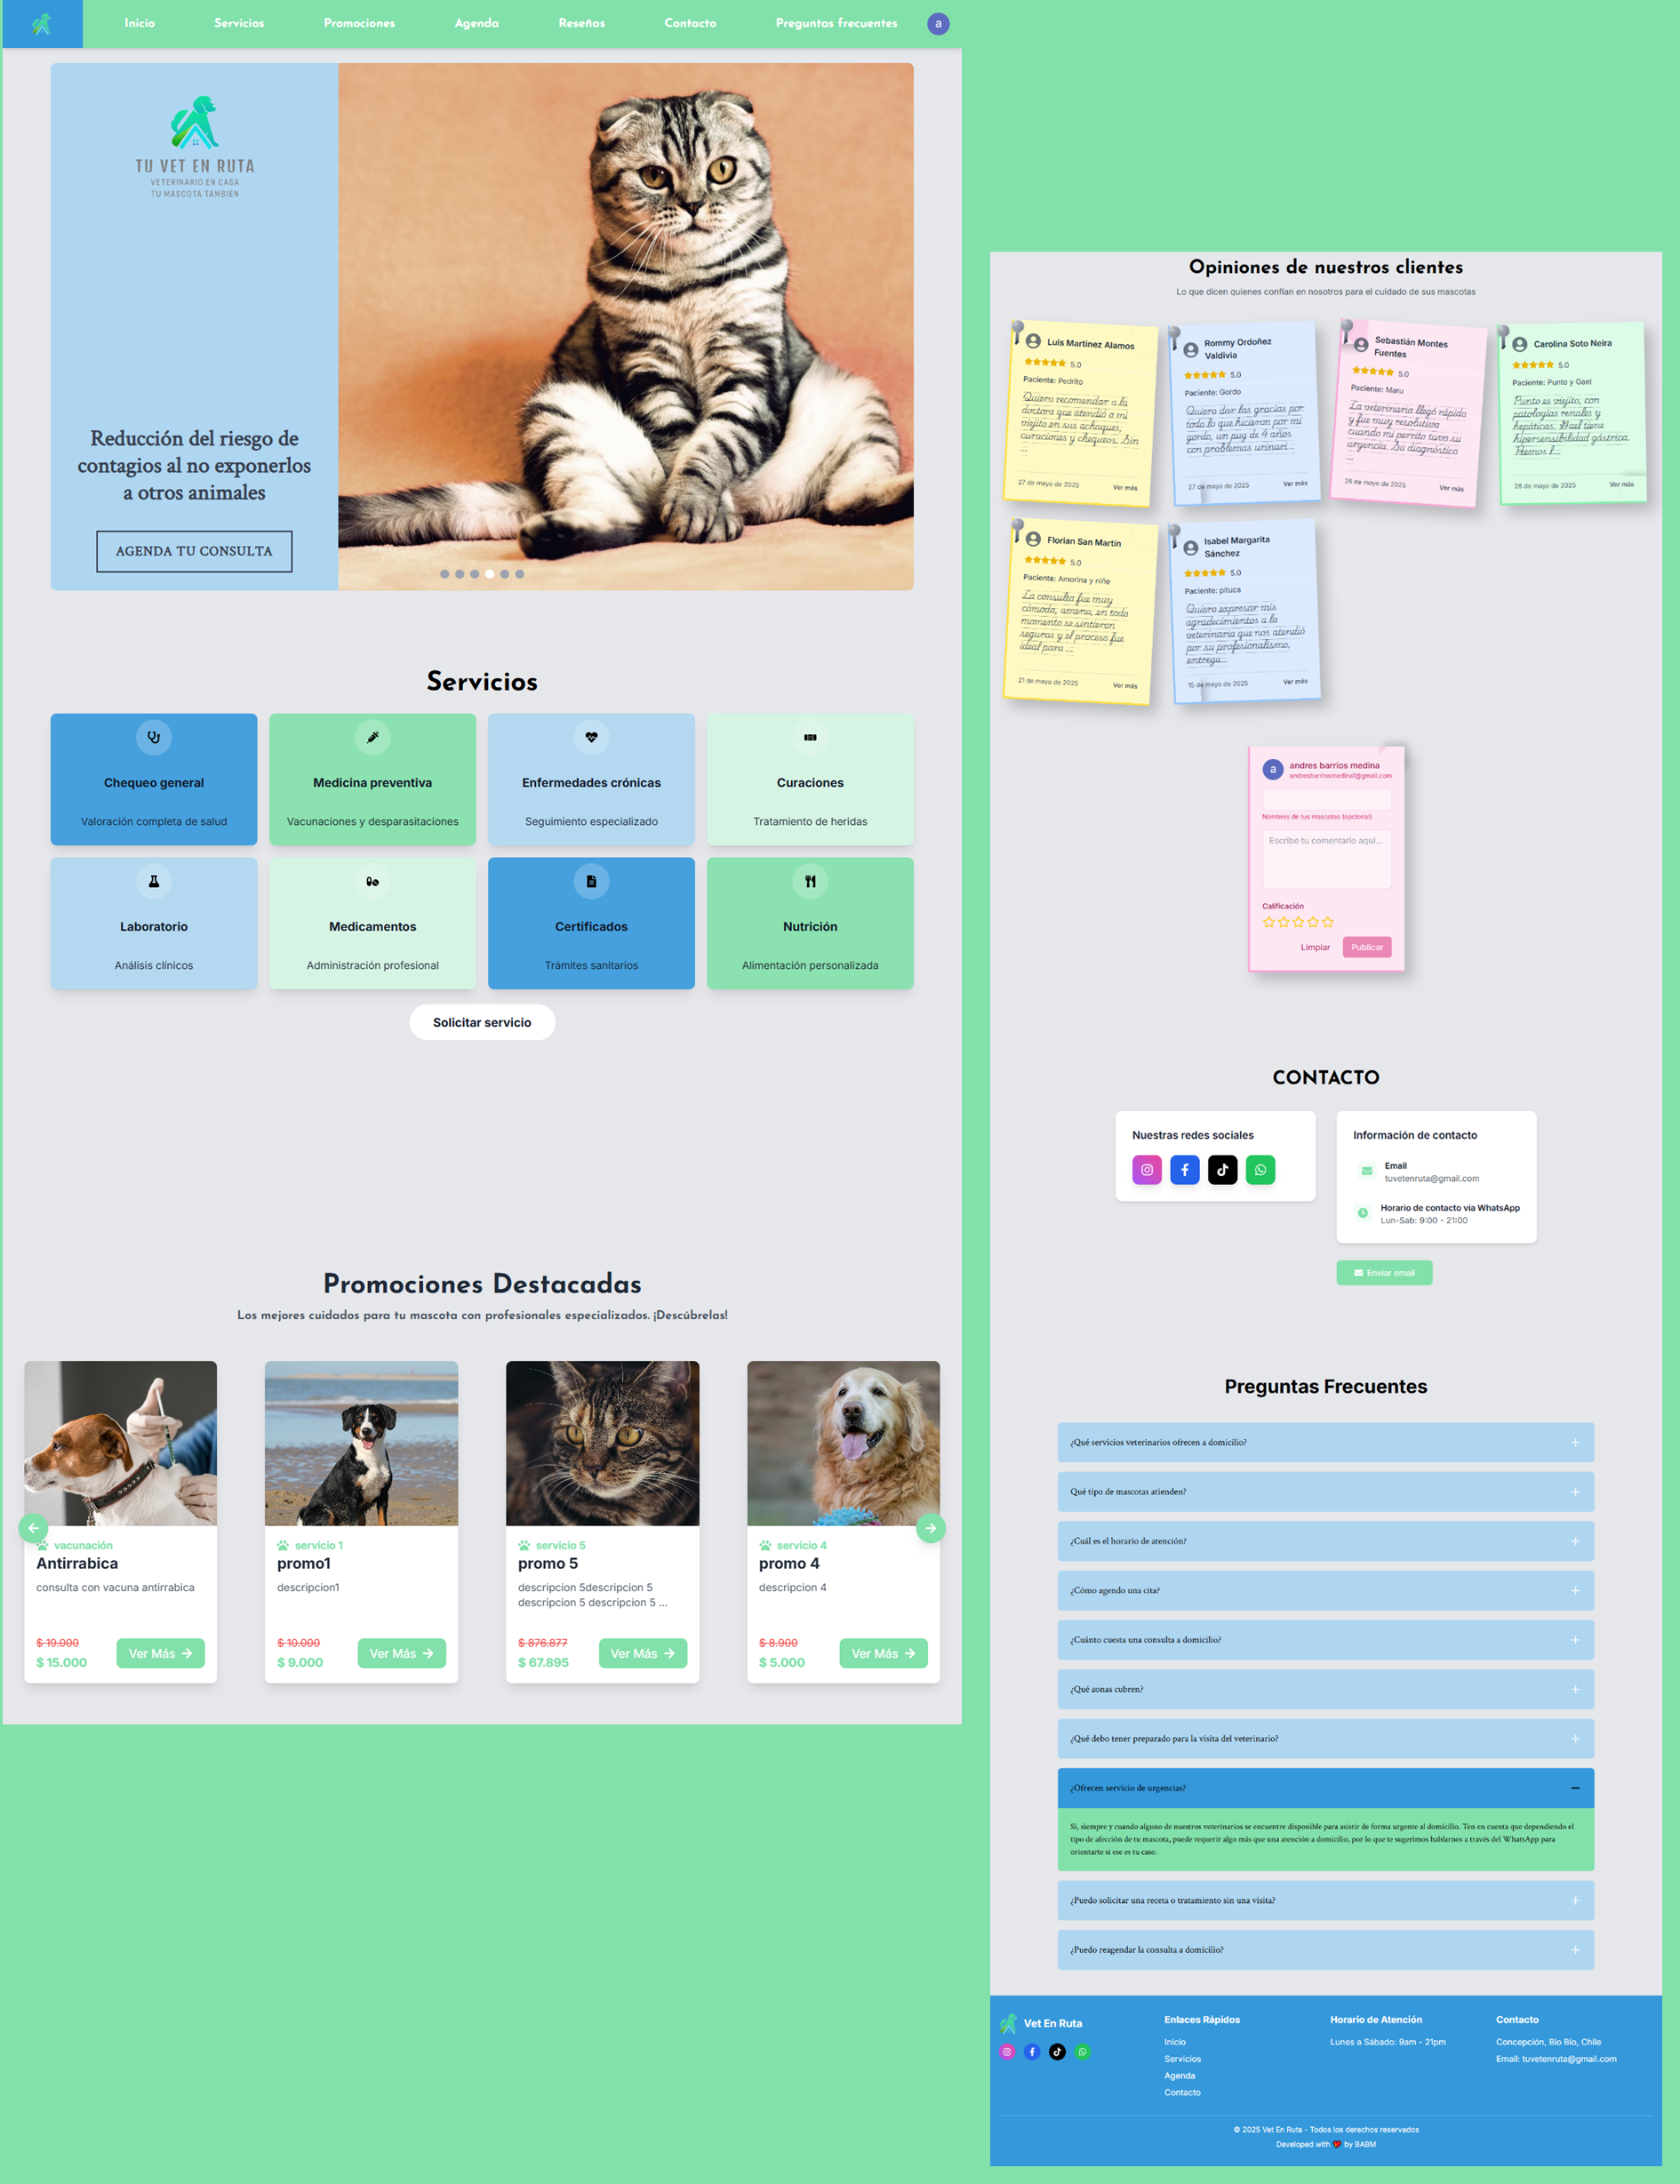 Inicio
Servicios
Promociones
Agenda
Reseñas
Contacto
Preguntas frecuentes
a
TU VET EN RUTA
VETERINARIO EN CASA
TU MASCOTA TAMBIEN
Reducción del riesgo de
contagios al no exponerlos
a otros animales
AGENDA TU CONSULTA
Servicios
Chequeo general
Valoración completa de salud
Medicina preventiva
Vacunaciones y desparasitaciones
Enfermedades crónicas
Seguimiento especializado
Curaciones
Tratamiento de heridas
Laboratorio
Análisis clínicos
Medicamentos
Administración profesional
Certificados
Trámites sanitarios
Nutrición
Alimentación personalizada
Solicitar servicio
Promociones Destacadas
Los mejores cuidados para tu mascota con profesionales especializados. ¡Descúbrelas!
vacunación
Antirrabica
consulta con vacuna antirrabica
$ 19.000
$ 15.000
Ver Más
servicio 1
promo1
descripcion1
$ 10.000
$ 9.000
Ver Más
servicio 5
promo 5
descripcion 5descripcion 5
descripcion 5 descripcion 5 ...
$ 876.877
$ 67.895
Ver Más
servicio 4
promo 4
descripcion 4
$ 8.900
$ 5.000
Ver Más
Opiniones de nuestros clientes
Lo que dicen quienes confían en nosotros para el cuidado de sus mascotas
Luis Martinez Alamos
5.0
Paciente: Pedrito
Quiero recomendar a la
doctora que atendió a mi
viejito en sus achaques,
curaciones y chequeos. Sin
...
27 de mayo de 2025
Ver más
Rommy Ordoñez
Valdivia
5.0
Paciente: Gordo
Quiero dar las gracias por
todo lo que hicieron por mi
gordo, un pug de 4 años
con problemas urinari...
27 de mayo de 2025
Ver más
Sebastián Montes
Fuentes
5.0
Paciente: Maru
La veterinaria llegó rápido
y fue muy resolutiva
cuando mi perrito tuvo su
urgencia. Su diagnóstico
...
26 de mayo de 2025
Ver más
Carolina Soto Neira
5.0
Paciente: Punto y Gael
Punto es viejito, con
patologías renales y
hepáticas; Gael tiene
hipersensibilidad gástrica.
Hemos l...
26 de mayo de 2025
Ver más
Florian San Martín
5.0
Paciente: Amorina y niñe
La consulta fue muy
cómoda, amena, en todo
momento se sintieron
seguras y el proceso fue
ideal para ...
21 de mayo de 2025
Ver más
Isabel Margarita
Sánchez
5.0
Paciente: pituca
Quiero expresar mis
agradecimientos a la
veterinaria que nos atendió
por su profesionalismo,
entrega...
15 de mayo de 2025
Ver más
a
andres barrios medina
andresbarriosmedina1@gmail.com
Nombres de tus mascotas (opcional)
Escribe tu comentario aquí...
Calificación
Limpiar
Publicar
CONTACTO
Nuestras redes sociales
Información de contacto
Email
tuvetenruta@gmail.com
Horario de contacto vía WhatsApp
Lun-Sab: 9:00 - 21:00
Enviar email
Preguntas Frecuentes
¿Qué servicios veterinarios ofrecen a domicilio?
Qué tipo de mascotas atienden?
¿Cuál es el horario de atención?
¿Cómo agendo una cita?
¿Cuánto cuesta una consulta a domicilio?
¿Qué zonas cubren?
¿Qué debo tener preparado para la visita del veterinario?
¿Ofrecen servicio de urgencias?
Si, siempre y cuando alguno de nuestros veterinarios se encuentre disponible para asistir de forma urgente al domicilio. Ten en cuenta que dependiendo el
tipo de afección de tu mascota, puede requerir algo más que una atención a domicilio, por lo que te sugerimos hablarnos a través del WhatsApp para
orientarte si ese es tu caso.
¿Puedo solicitar una receta o tratamiento sin una visita?
¿Puedo reagendar la consulta a domicilio?
Vet En Ruta
Enlaces Rápidos
Inicio
Servicios
Agenda
Contacto
Horario de Atención
Lunes a Sábado: 9am - 21pm
Contacto
Concepción, Bío Bío, Chile
Email: tuvetenruta@gmail.com
© 2025 Vet En Ruta - Todos los derechos reservados
Developed with ❤ by BABM